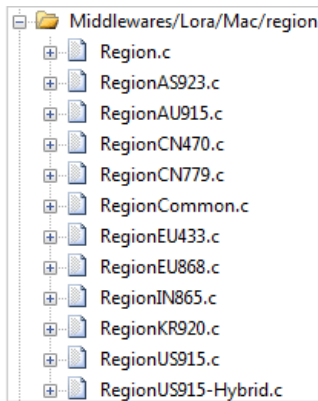 Middlewares/Lora/Mac/region
Region.c
RegionAS923.c
RegionAU915.c
RegionCN470.c
RegionCN779.c
RegionCommon.c
RegionEU433.c
RegionEU868.c
RegionIN865.c
RegionKR920.c
RegionUS915.c
RegionUS915-Hybrid.c